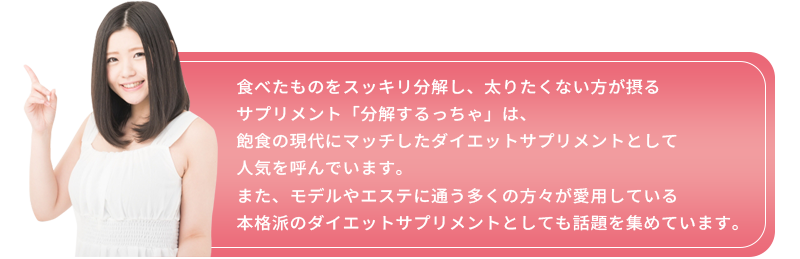 食べたものをスッキリ分解し、太りたくない方が摂る
サプリメント「分解するっちゃ」は、
飽食の現代にマッチしたダイエットサプリメントとして
人気を呼んでいます。
また、モデルやエステに通う多くの方々が愛用している
本格派のダイエットサプリメントとしても話題を集めています。